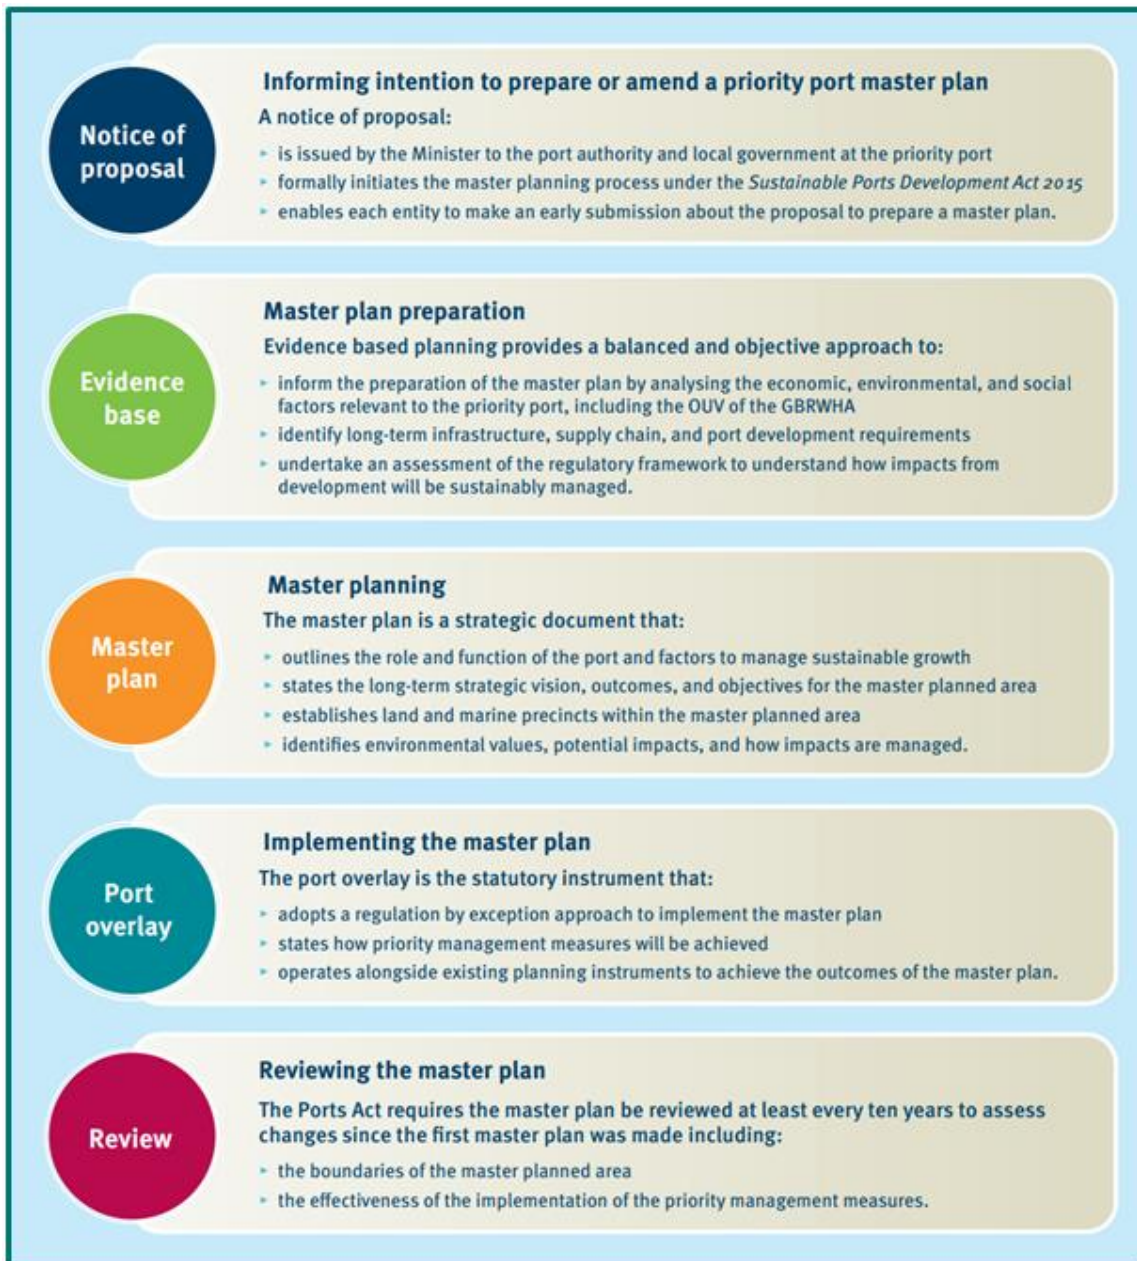 Notice of
proposal
Informing intention to prepare or amend a priority port master plan
A notice of proposal:
▸ is issued by the Minister to the port authority and local government at the priority port
▸ formally initiates the master planning process under the Sustainable Ports Development Act 2015
▸ enables each entity to make an early submission about the proposal to prepare a master plan.
Evidence
base
Master plan preparation
Evidence based planning provides a balanced and objective approach to:
▸ inform the preparation of the master plan by analysing the economic, environmental, and social
factors relevant to the priority port, including the OUV of the GBRWHA
▸ identify long-term infrastructure, supply chain, and port development requirements
▸ undertake an assessment of the regulatory framework to understand how impacts from
development will be sustainably managed.
Master
plan
Master planning
The master plan is a strategic document that:
▸ outlines the role and function of the port and factors to manage sustainable growth
▸ states the long-term strategic vision, outcomes, and objectives for the master planned area
▸ establishes land and marine precincts within the master planned area
▸ identifies environmental values, potential impacts, and how impacts are managed.
Port
overlay
Implementing the master plan
The port overlay is the statutory instrument that:
▸ adopts a regulation by exception approach to implement the master plan
▸ states how priority management measures will be achieved
▸ operates alongside existing planning instruments to achieve the outcomes of the master plan.
Review
Reviewing the master plan
The Ports Act requires the master plan be reviewed at least every ten years to assess
changes since the first master plan was made including:
▸ the boundaries of the master planned area
▸ the effectiveness of the implementation of the priority management measures.